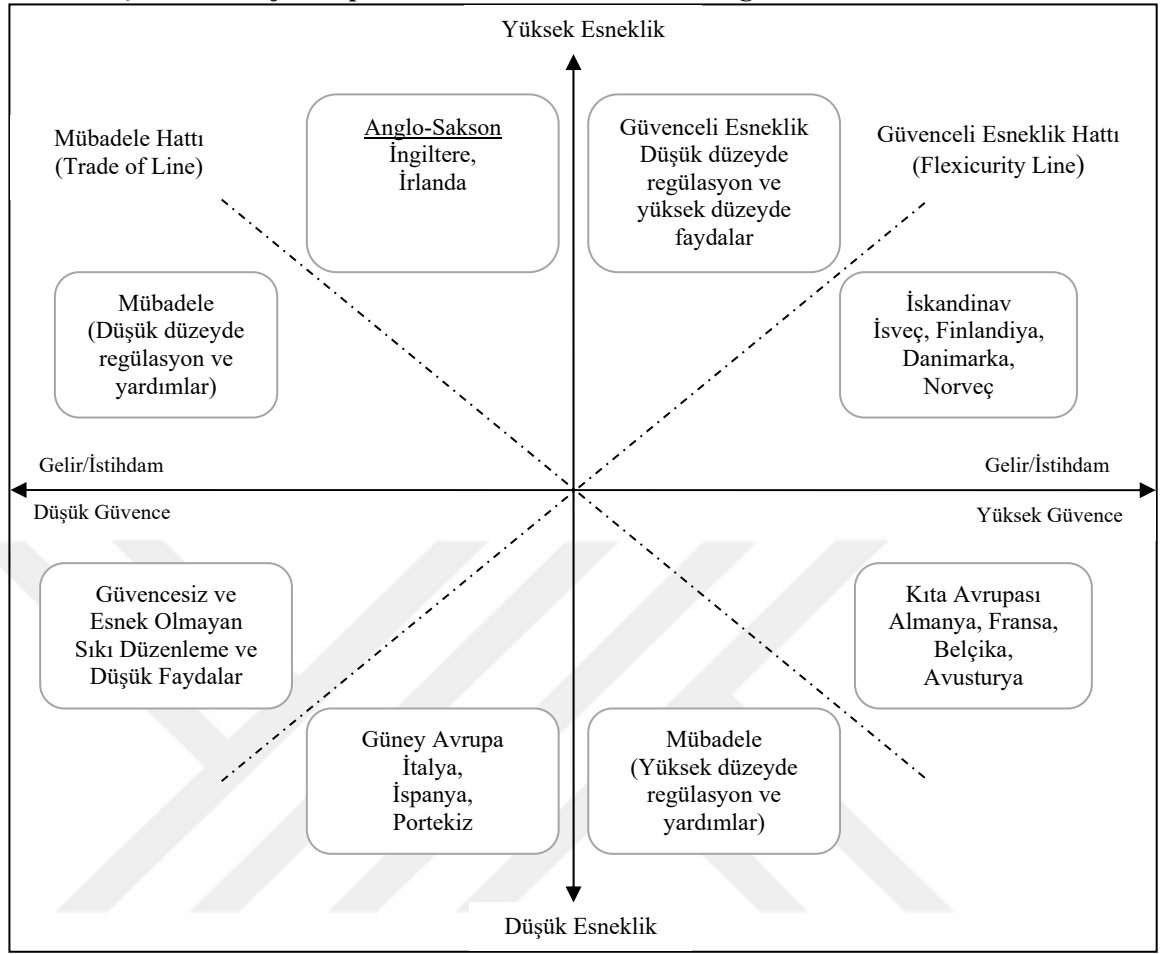 Yüksek Esneklik
Mübadele Hattı
(Trade of Line)
Anglo-Sakson
İngiltere,
İrlanda
Güvenceli Esneklik
Düşük düzeyde
regülasyon ve
yüksek düzeyde
faydalar
Güvenceli Esneklik Hattı
(Flexicurity Line)
Mübadele
(Düşük düzeyde
regülasyon ve
yardımlar)
İskandinav
İsveç, Finlandiya,
Danimarka,
Norveç
Gelir/İstihdam
Düşük Güvence
Gelir/İstihdam
Yüksek Güvence
Güvencesiz ve
Esnek Olmayan
Sıkı Düzenleme ve
Düşük Faydalar
Güney Avrupa
İtalya,
İspanya,
Portekiz
Mübadele
(Yüksek düzeyde
regülasyon ve
yardımlar)
Kıta Avrupası
Almanya, Fransa,
Belçika,
Avusturya
Düşük Esneklik